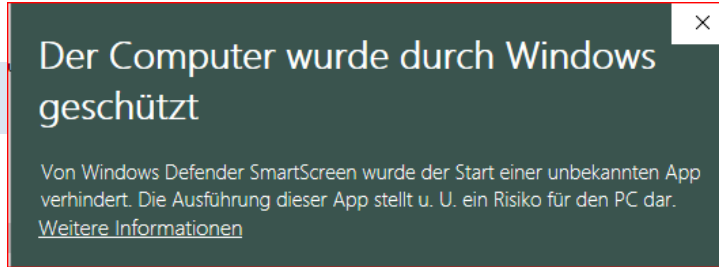 Der Computer wurde durch Windows
geschützt
Von Windows Defender SmartScreen wurde der Start einer unbekannten App
verhindert. Die Ausführung dieser App stellt u. U. ein Risiko für den PC dar.
Weitere Informationen